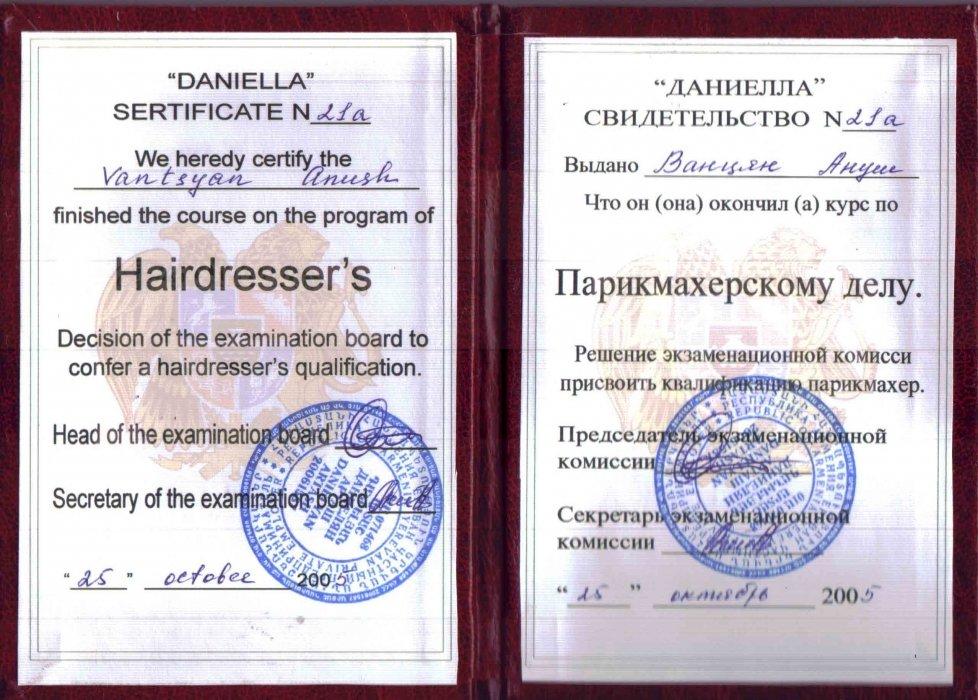 “DANIELLA”
SERTIFICATE N 21a
We heredy certify the
Vantsyan Anush
finished the course on the program of
Hairdresser’s
Decision of the examination board to
confer a hairdresser’s qualification.
Head of the examination board
Secretary of the examination board
“25” octobee 2005
“ДАНИЕЛЛА”
СВИДЕТЕЛЬСТВО N 21a
Выдано Ванцян Ануш
Что он (она) окончил (а) курс по
Парикмахерскому делу.
Решение экзаменационной комисси
присвоить квалификацию парикмахер.
Председатель экзаменационной
комиссии
Секретарь экзаменационной
комиссии
“25” октябрь 2005